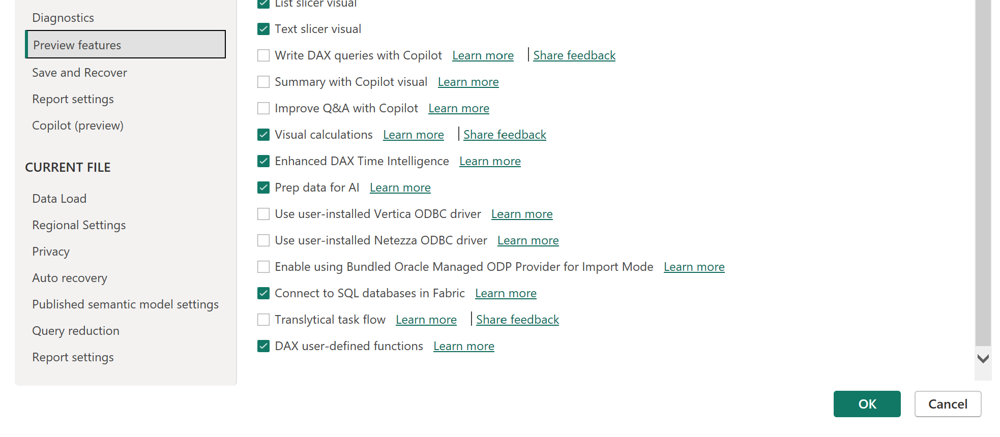 Diagnostics
Preview features
Save and Recover
Report settings
Copilot (preview)
CURRENT FILE
Data Load
Regional Settings
Privacy
Auto recovery
Published semantic model settings
Query reduction
Report settings
List slicer visual
Text slicer visual
Write DAX queries with Copilot Learn more | Share feedback
Summary with Copilot visual Learn more
Improve Q&A with Copilot Learn more
Visual calculations Learn more | Share feedback
Enhanced DAX Time Intelligence Learn more
Prep data for AI Learn more
Use user-installed Vertica ODBC driver Learn more
Use user-installed Netezza ODBC driver Learn more
Enable using Bundled Oracle Managed ODP Provider for Import Mode Learn more
Connect to SQL databases in Fabric Learn more
Translytical task flow Learn more | Share feedback
DAX user-defined functions Learn more
OK Cancel